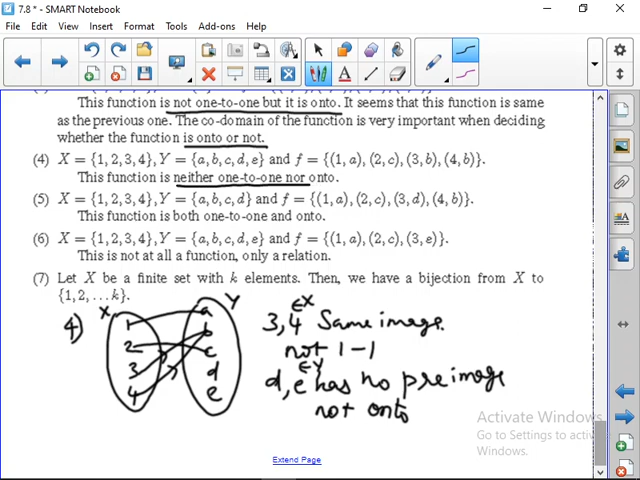 7.8 * - SMART Notebook
File Edit View Insert Format Tools Add-ons Help
This function is not one-to-one but it is onto. It seems that this function is same
as the previous one. The co-domain of the function is very important when deciding
whether the function is onto or not.
(4) X = {1, 2, 3, 4}, Y = {a, b, c, d, e} and f = {(1, a), (2, c), (3, b), (4, b)}.
This function is neither one-to-one nor onto.
(5) X = {1, 2, 3, 4}, Y = {a, b, c, d} and f = {(1, a), (2, c), (3, d), (4, b)}.
This function is both one-to-one and onto.
(6) X = {1, 2, 3, 4}, Y = {a, b, c, d, e} and f = {(1, a), (2, c), (3, e)}.
This is not at all a function, only a relation.
(7) Let X be a finite set with k elements. Then, we have a bijection from X to
{1, 2, . . . k}.
4)
X Y
1 a
2 b
3 c
4 d
e
3, 4 ∈X Same image
not 1-1
d, e ∈Y has no preimage
not onto
Activate Windows
Go to Settings to activ
Windows.
Extend Page